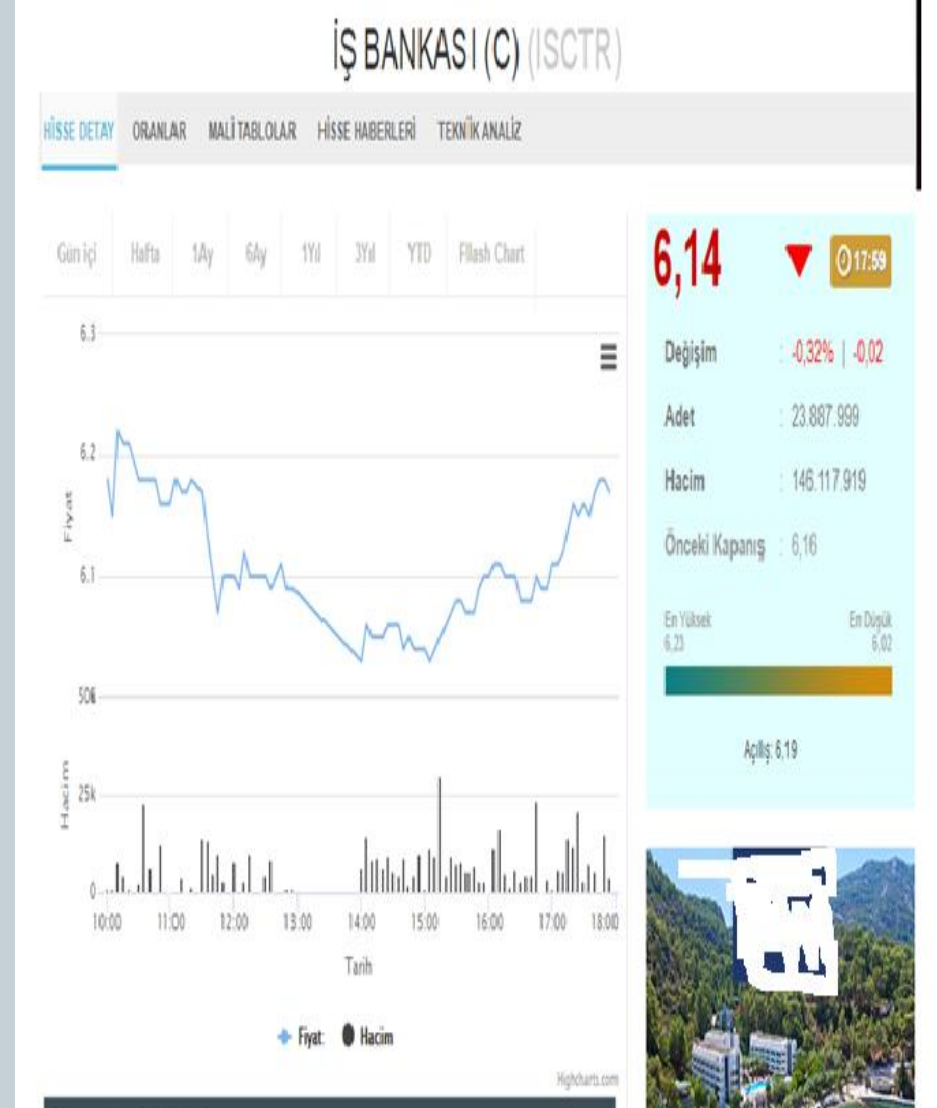 İŞ BANKASI (C) (ISCTR)
HİSSE DETAY ORANLAR MALİ TABLOLAR HİSSE HABERLERİ TEKNİK ANALİZ
Gün içi Hafta 1Ay 6Ay 1Yıl 3Yıl YTD Fllash Chart
6,14 17:59
Değişim : -0,32% | -0,02
Adet : 23.887.999
Hacim : 146.117.919
Önceki Kapanış : 6,16
En Yüksek En Düşük
6,23 6,02
Açılış: 6,19
6.3
6.2
6.1
Fiyat
50k
25k
0
Hacim
10:00 11:00 12:00 13:00 14:00 15:00 16:00 17:00 18:00
Tarih
Fiyat: Hacim
Highcharts.com